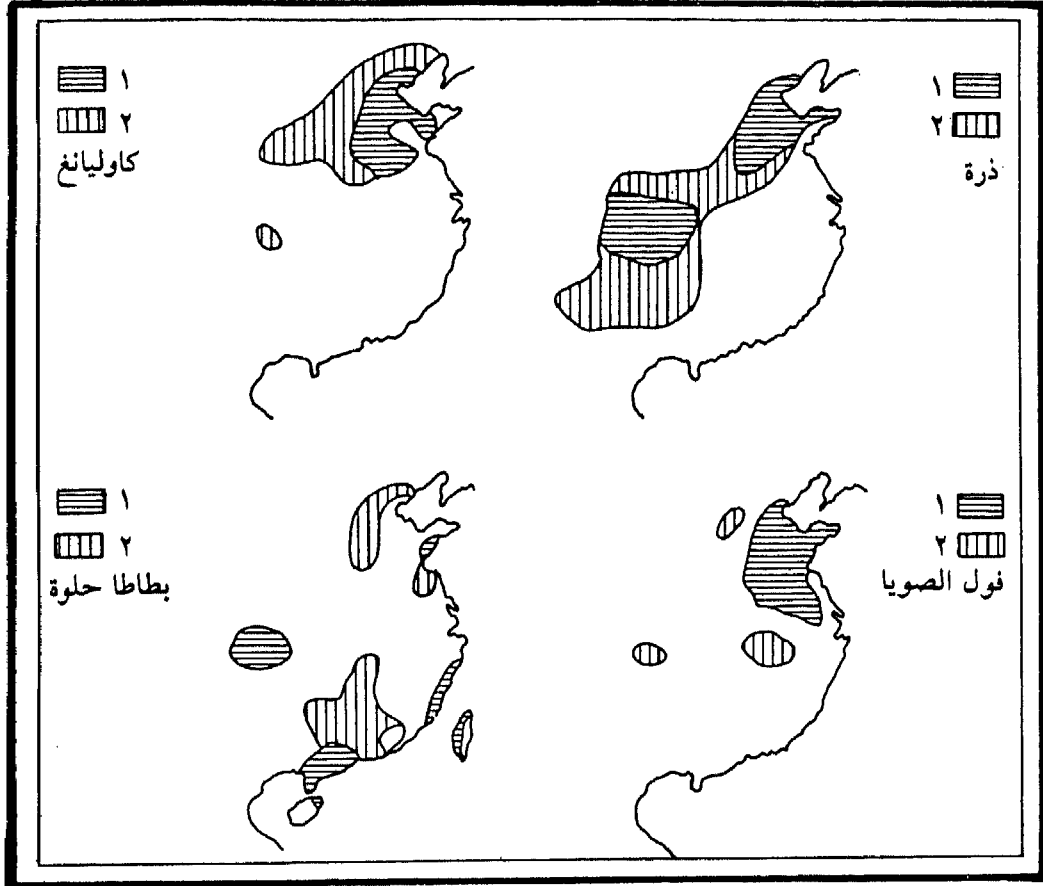 ١
٢
ذرة
١
٢
كاوليانغ
١
٢
فول الصويا
١
٢
بطاطا حلوة